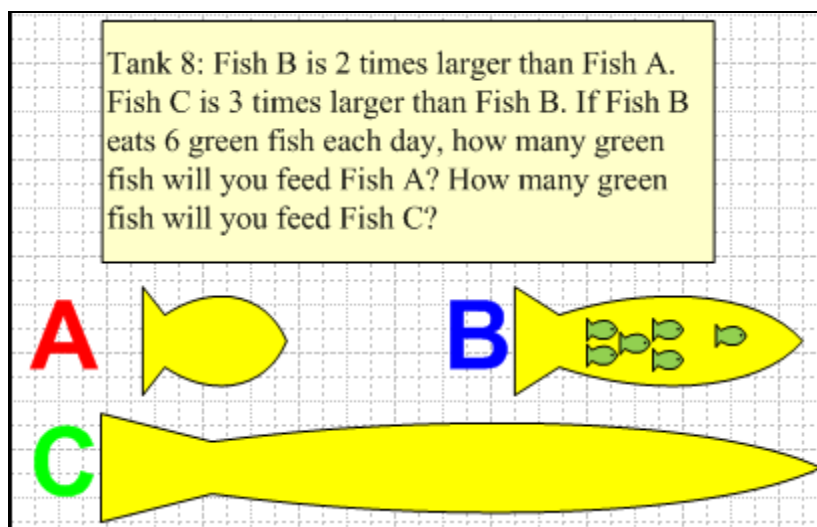 Tank 8: Fish B is 2 times larger than Fish A.
Fish C is 3 times larger than Fish B. If Fish B
eats 6 green fish each day, how many green
fish will you feed Fish A? How many green
fish will you feed Fish C?
A
B
C